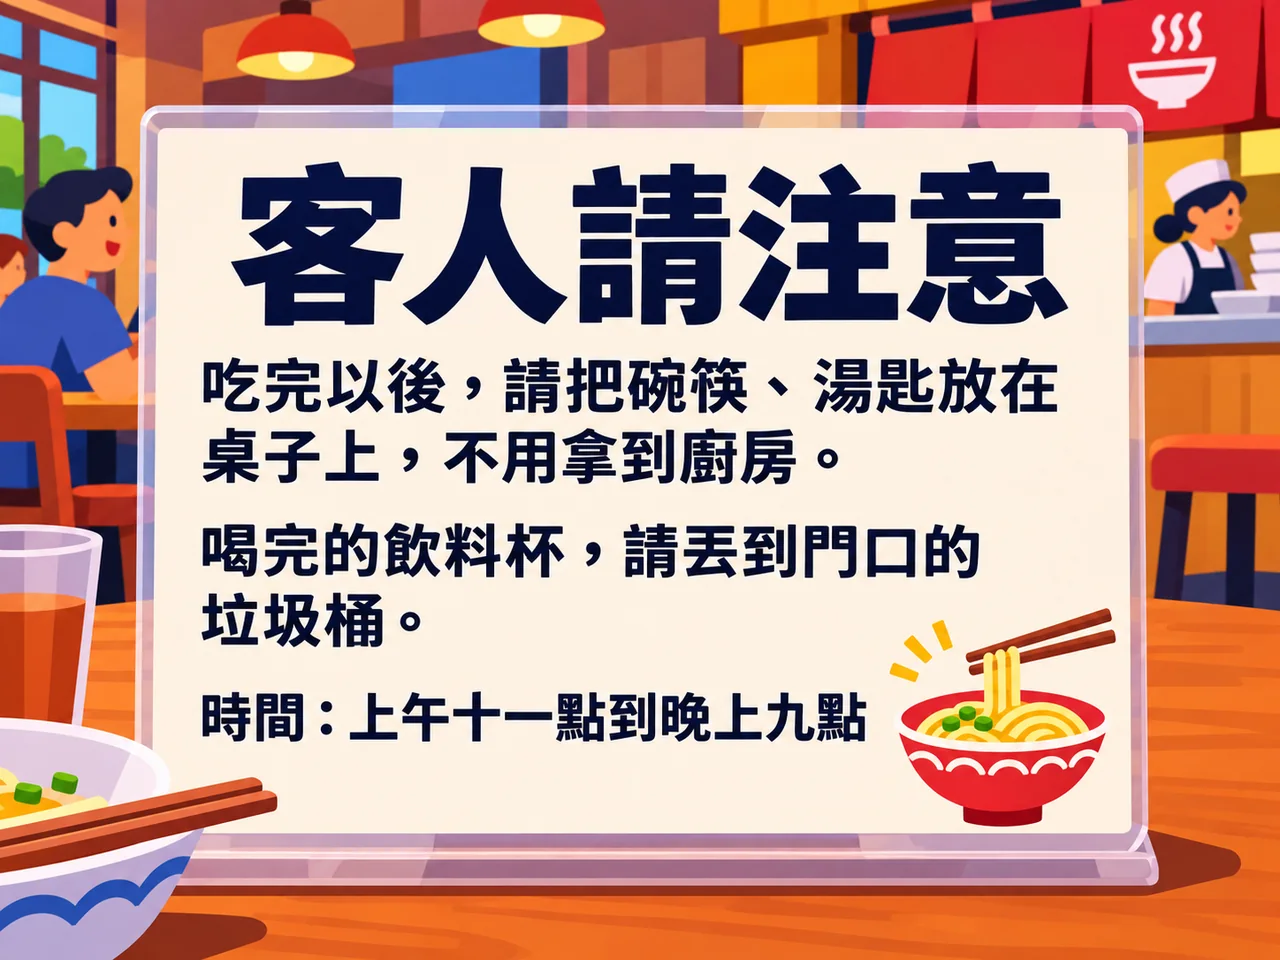 客人請注意
吃完以後，請把碗筷、湯匙放在
桌子上，不用拿到廚房。
喝完的飲料杯，請丟到門口的
垃圾桶。
時間：上午十一點到晚上九點